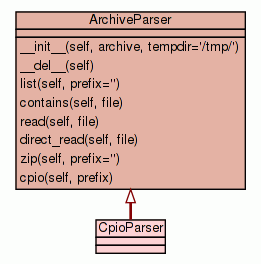 ArchiveParser
__init__(self, archive, tempdir='/tmp/')
__del__(self)
list(self, prefix='')
contains(self, file)
read(self, file)
direct_read(self, file)
zip(self, prefix='')
cpio(self, prefix)
CpioParser